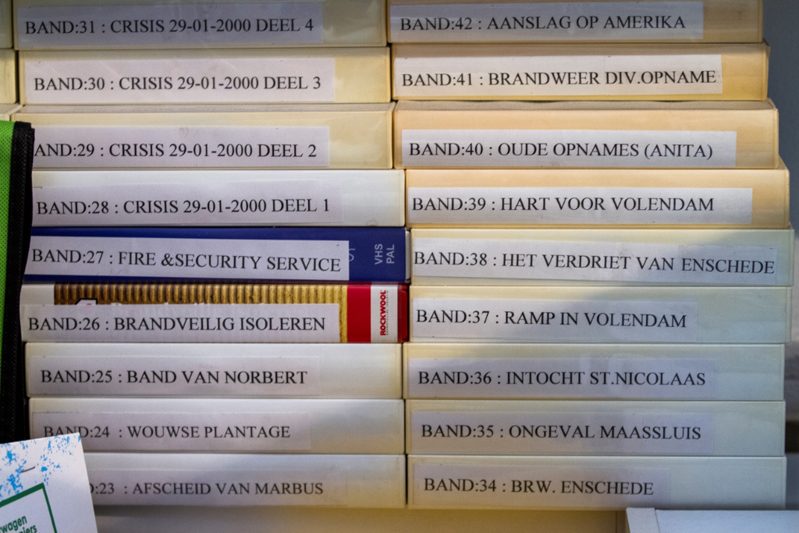 BAND:31 : CRISIS 29-01-2000 DEEL 4
BAND:30 : CRISIS 29-01-2000 DEEL 3
AND:29 : CRISIS 29-01-2000 DEEL 2
BAND:28 : CRISIS 29-01-2000 DEEL 1
BAND:27 : FIRE &SECURITY SERVICE
VHS
PAL
BAND:26 : BRANDVEILIG ISOLEREN
ROCKWOOL
BAND:25 : BAND VAN NORBERT
BAND:24 : WOUWSE PLANTAGE
23 : AFSCHEID VAN MARBUS
BAND:42 : AANSLAG OP AMERIKA
BAND:41 : BRANDWEER DIV.OPNAME
BAND:40 : OUDE OPNAMES (ANITA)
BAND:39 : HART VOOR VOLENDAM
BAND:38 : HET VERDRIET VAN ENSCHEDE
BAND:37 : RAMP IN VOLENDAM
BAND:36 : INTOCHT ST.NICOLAAS
BAND:35 : ONGEVAL MAASSLUIS
BAND:34 : BRW. ENSCHEDE
wagen
iers